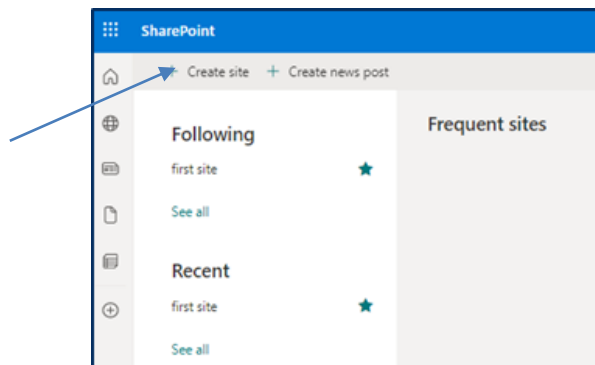 SharePoint
Create site + Create news post
Following
first site
See all
Recent
first site
See all
Frequent sites